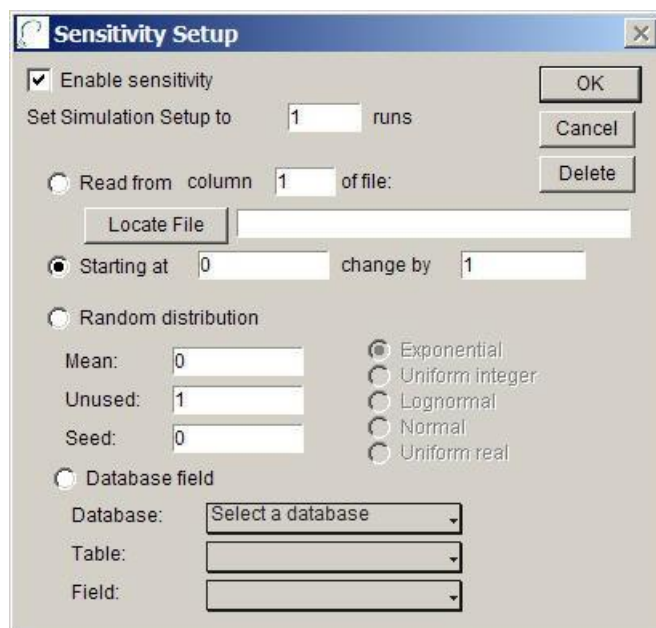 Sensitivity Setup
Enable sensitivity
OK
Set Simulation Setup to 1 runs
Cancel
Read from column 1 of file:
Delete
Locate File
Starting at 0 change by 1
Random distribution
Mean: 0
Exponential
Uniform integer
Unused: 1
Lognormal
Normal
Seed: 0
Uniform real
Database field
Database: Select a database
Table:
Field: